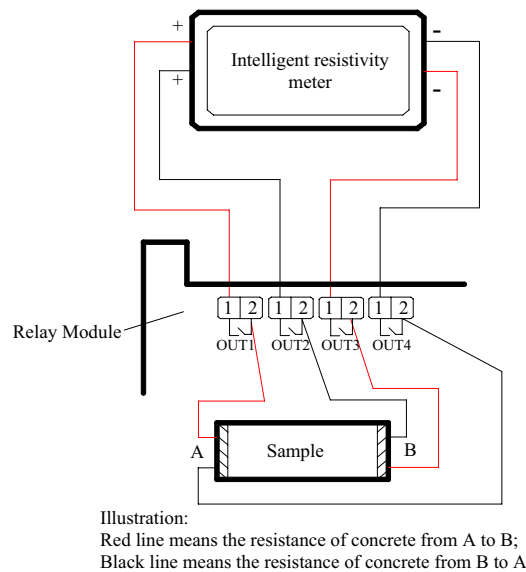 +
-
Intelligent resistivity
meter
+
-
1 2 1 2 1 2 1 2
Relay Module
OUT1 OUT2 OUT3 OUT4
A
Sample
B
Illustration:
Red line means the resistance of concrete from A to B;
Black line means the resistance of concrete from B to A